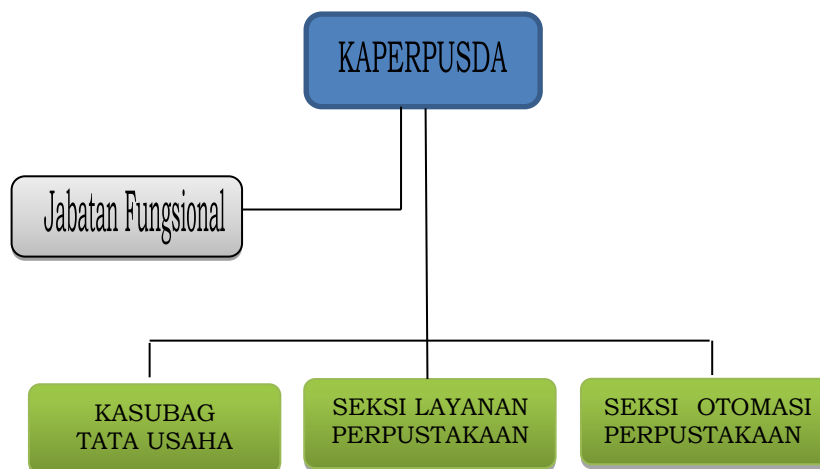 KAPERPUSDA
Jabatan Fungsional
KASUBAG
TATA USAHA
SEKSI LAYANAN
PERPUSTAKAAN
SEKSI OTOMASI
PERPUSTAKAAN